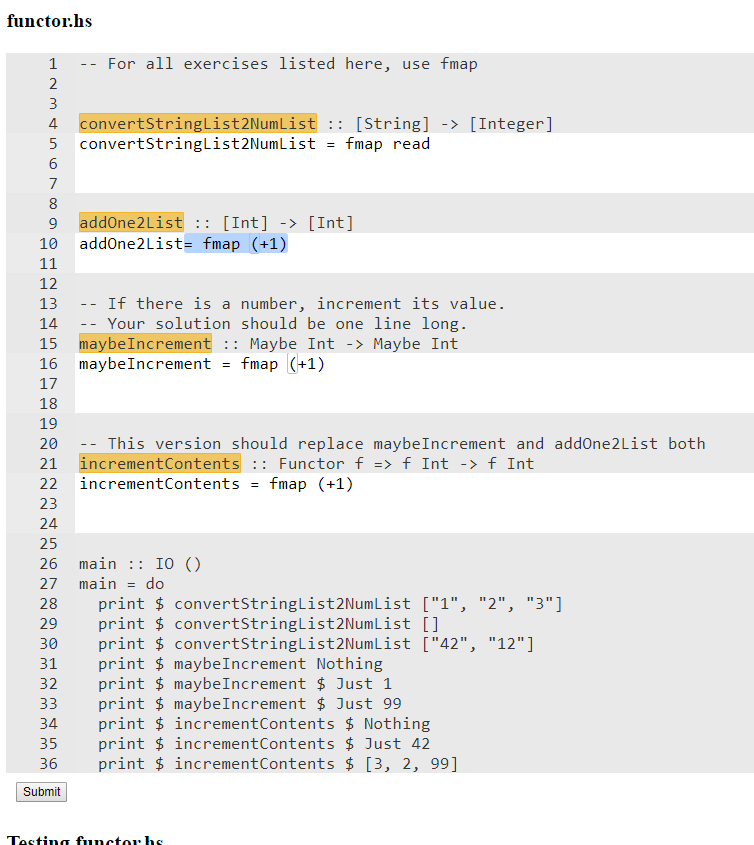 functor.hs
1 -- For all exercises listed here, use fmap
2
3
4 convertStringList2NumList :: [String] -> [Integer]
5 convertStringList2NumList = fmap read
6
7
8
9 addOne2List :: [Int] -> [Int]
10 addOne2List= fmap (+1)
11
12
13 -- If there is a number, increment its value.
14 -- Your solution should be one line long.
15 maybeIncrement :: Maybe Int -> Maybe Int
16 maybeIncrement = fmap (+1)
17
18
19
20 -- This version should replace maybeIncrement and addOne2List both
21 incrementContents :: Functor f => f Int -> f Int
22 incrementContents = fmap (+1)
23
24
25
26 main :: IO ()
27 main = do
28   print $ convertStringList2NumList ["1", "2", "3"]
29   print $ convertStringList2NumList []
30   print $ convertStringList2NumList ["42", "12"]
31   print $ maybeIncrement Nothing
32   print $ maybeIncrement $ Just 1
33   print $ maybeIncrement $ Just 99
34   print $ incrementContents $ Nothing
35   print $ incrementContents $ Just 42
36   print $ incrementContents $ [3, 2, 99]
Submit
Testing functor.hs